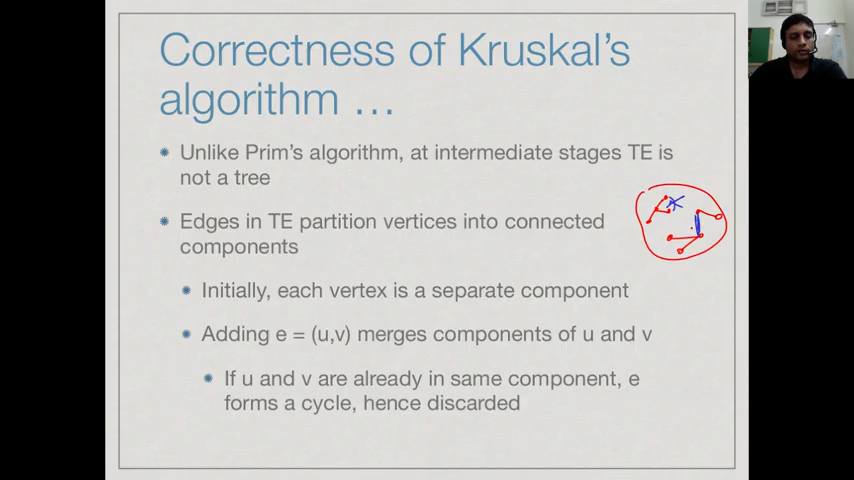 Correctness of Kruskal's
algorithm …
Unlike Prim's algorithm, at intermediate stages TE is
not a tree
Edges in TE partition vertices into connected
components
Initially, each vertex is a separate component
Adding e = (u,v) merges components of u and v
If u and v are already in same component, e
forms a cycle, hence discarded